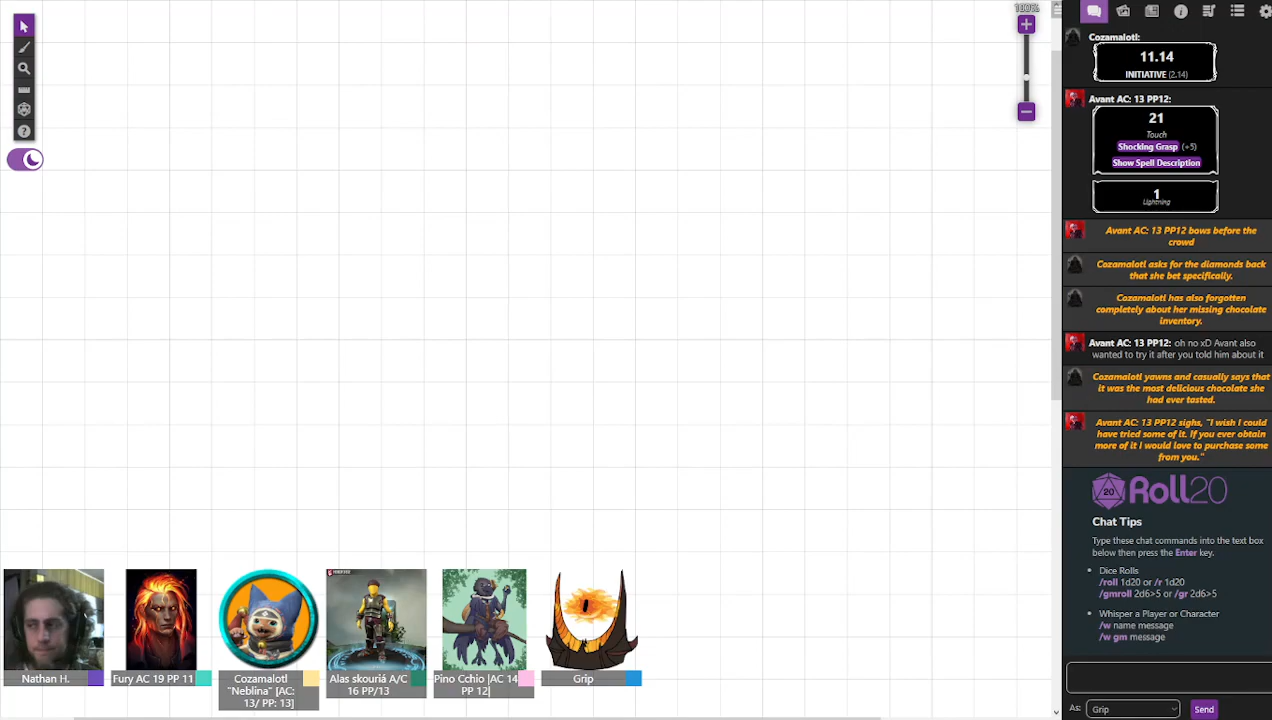 100%
Cozamalotl:
11.14
INITIATIVE (2.14)
Avant AC: 13 PP12:
21
Touch
Shocking Grasp (+5)
Show Spell Description
1
Lightning
Avant AC: 13 PP12 bows before the
crowd
Cozamalotl asks for the diamonds back
that she bet specifically.
Cozamalotl has also forgotten
completely about her missing chocolate
inventory.
Avant AC: 13 PP12: oh no xD Avant also
wanted to try it after you told him about it
Cozamalotl yawns and casually says that
it was the most delicious chocolate she
had ever tasted.
Avant AC: 13 PP12 sighs, "I wish I could
have tried some of it. If you ever obtain
more of it I would love to purchase some
from you."
20
Roll20
Chat Tips
Type these chat commands into the text box
below then press the Enter key.
Dice Rolls
/roll 1d20 or /r 1d20
/gmroll 2d6>5 or /gr 2d6>5
Whisper a Player or Character
/w name message
/w gm message
As: Grip Send
Nathan H.
Fury AC 19 PP 11
Cozamalotl
"Neblina" [AC:
13/ PP: 13]
Alas skouriá A/C
16 PP/13
Pino Cchio |AC 14
PP 12|
Grip